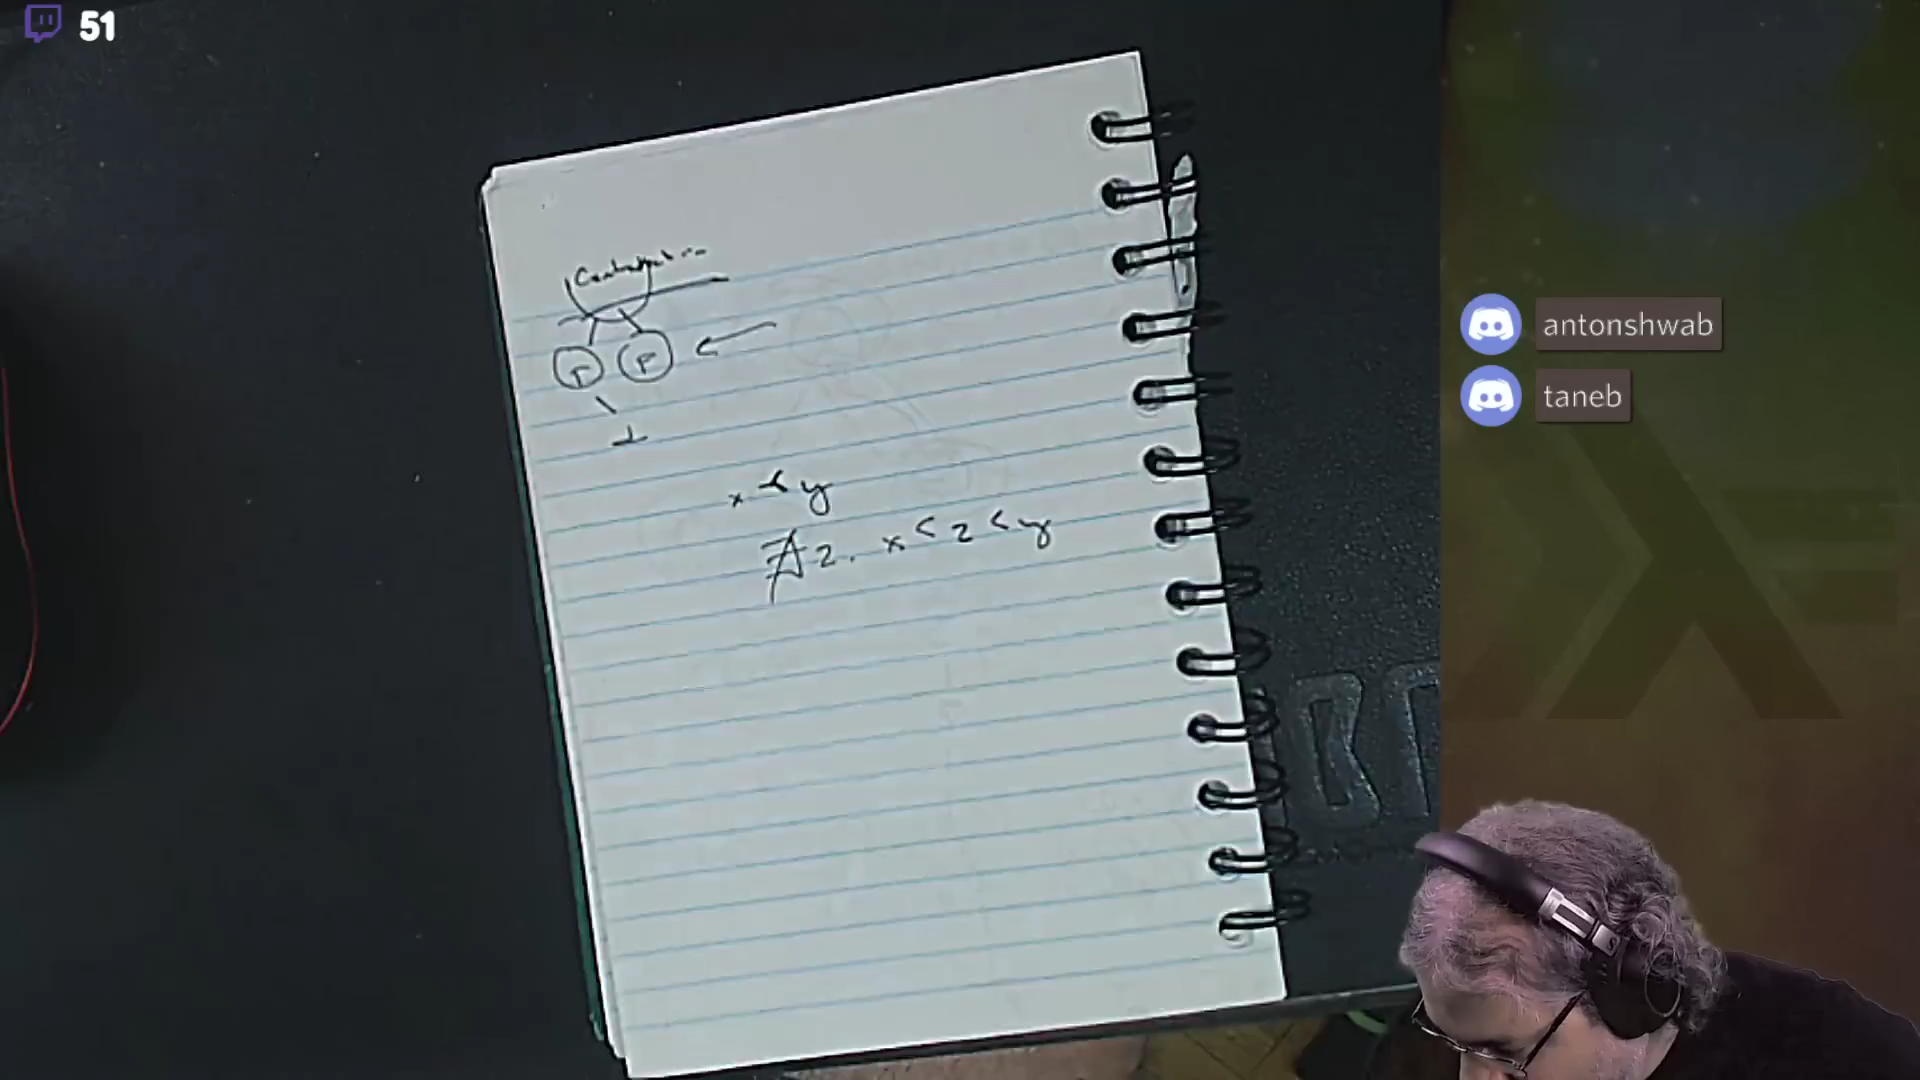 51
P P
⊥
x ⋖ y
∄ z. x < z < y
antonshwab
taneb